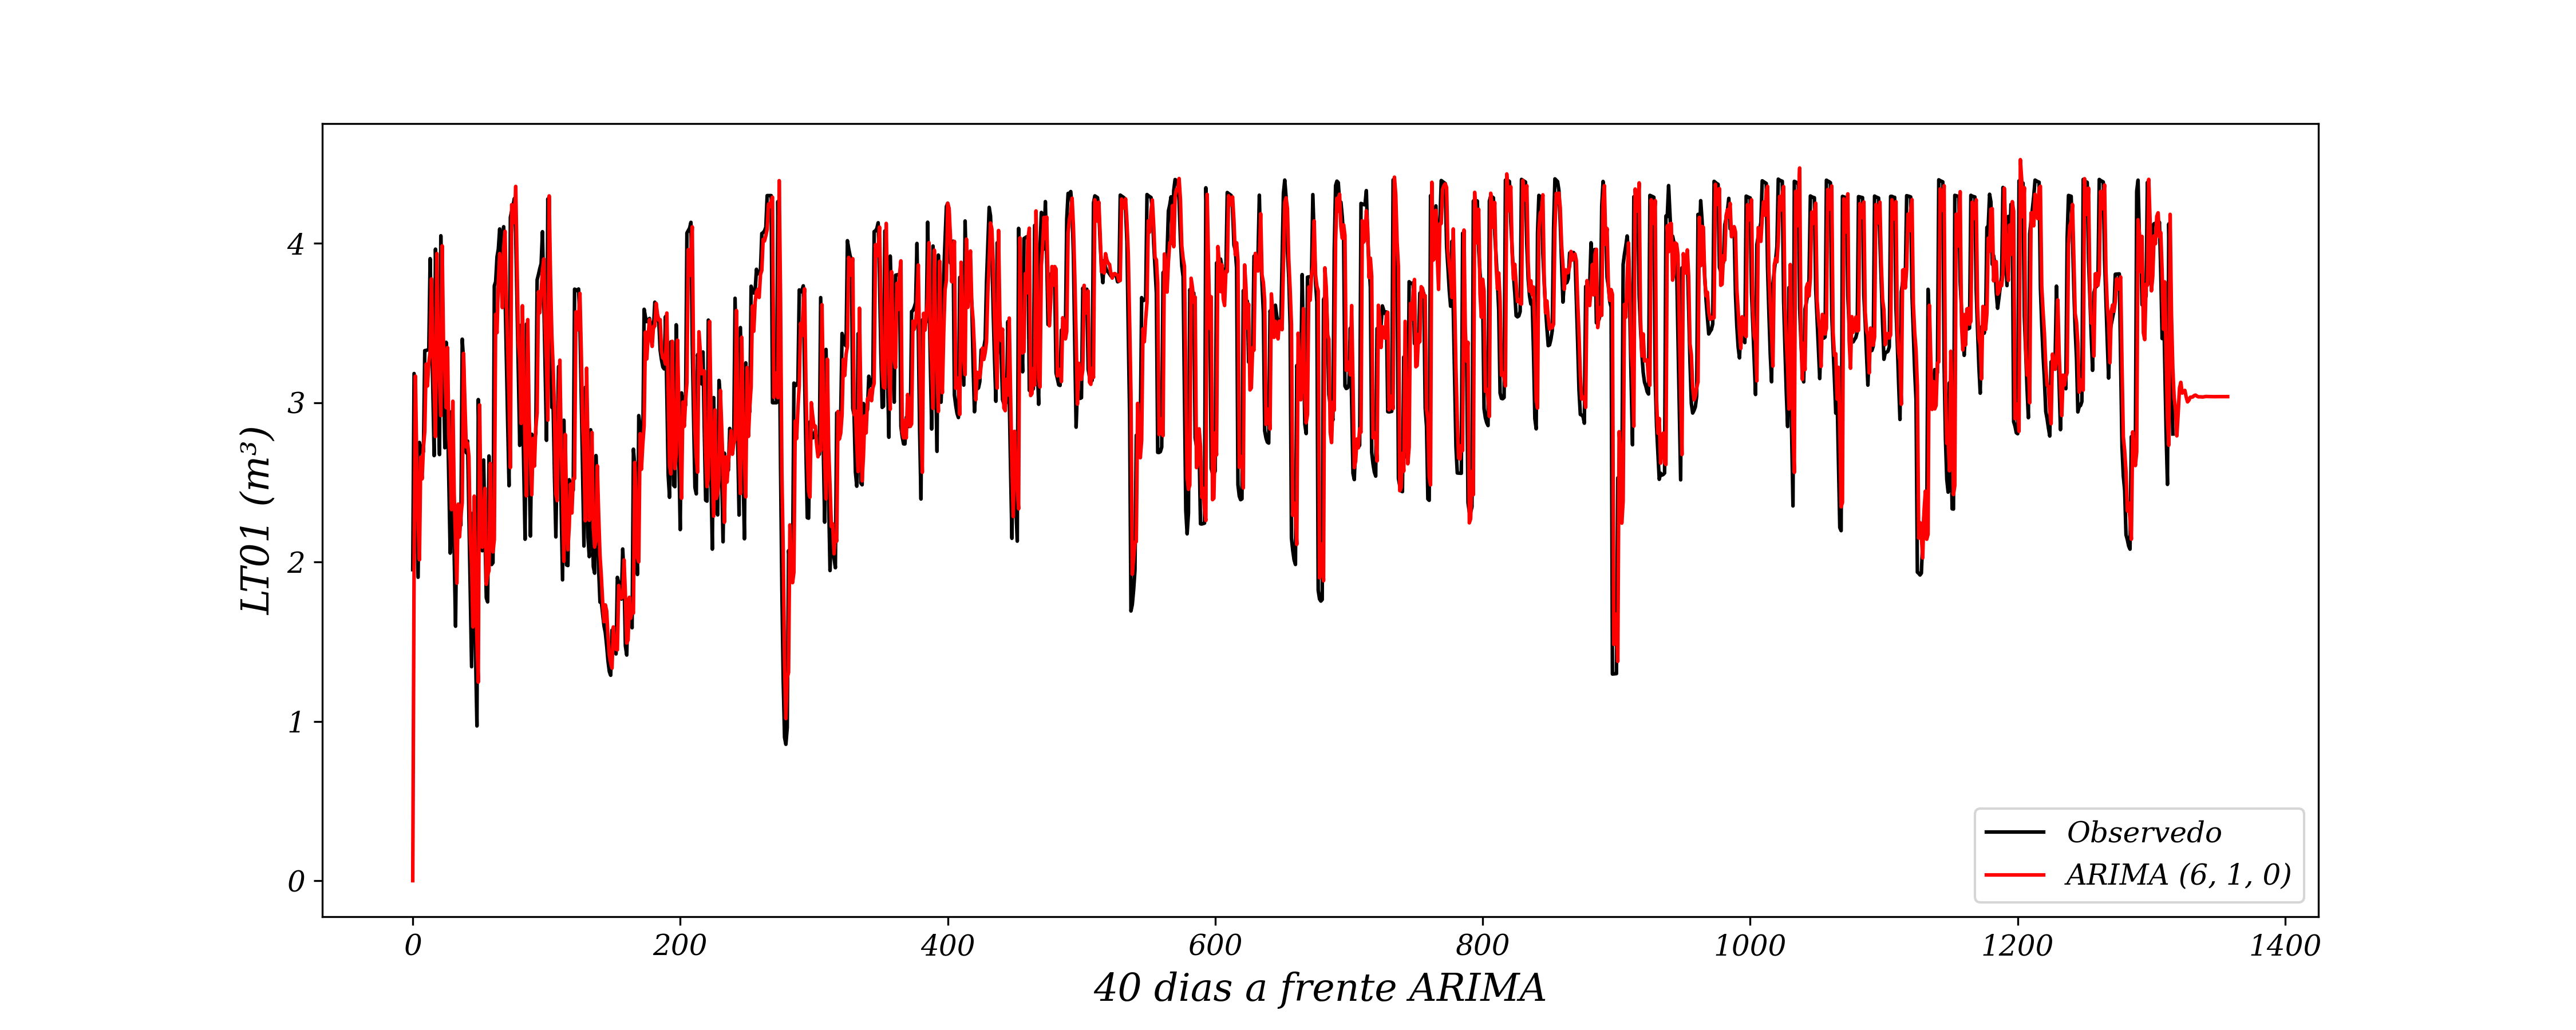 LT01 (m³)
4
3
2
1
0
0 200 400 600 800 1000 1200 1400
40 dias a frente ARIMA
Observedo
ARIMA (6, 1, 0)